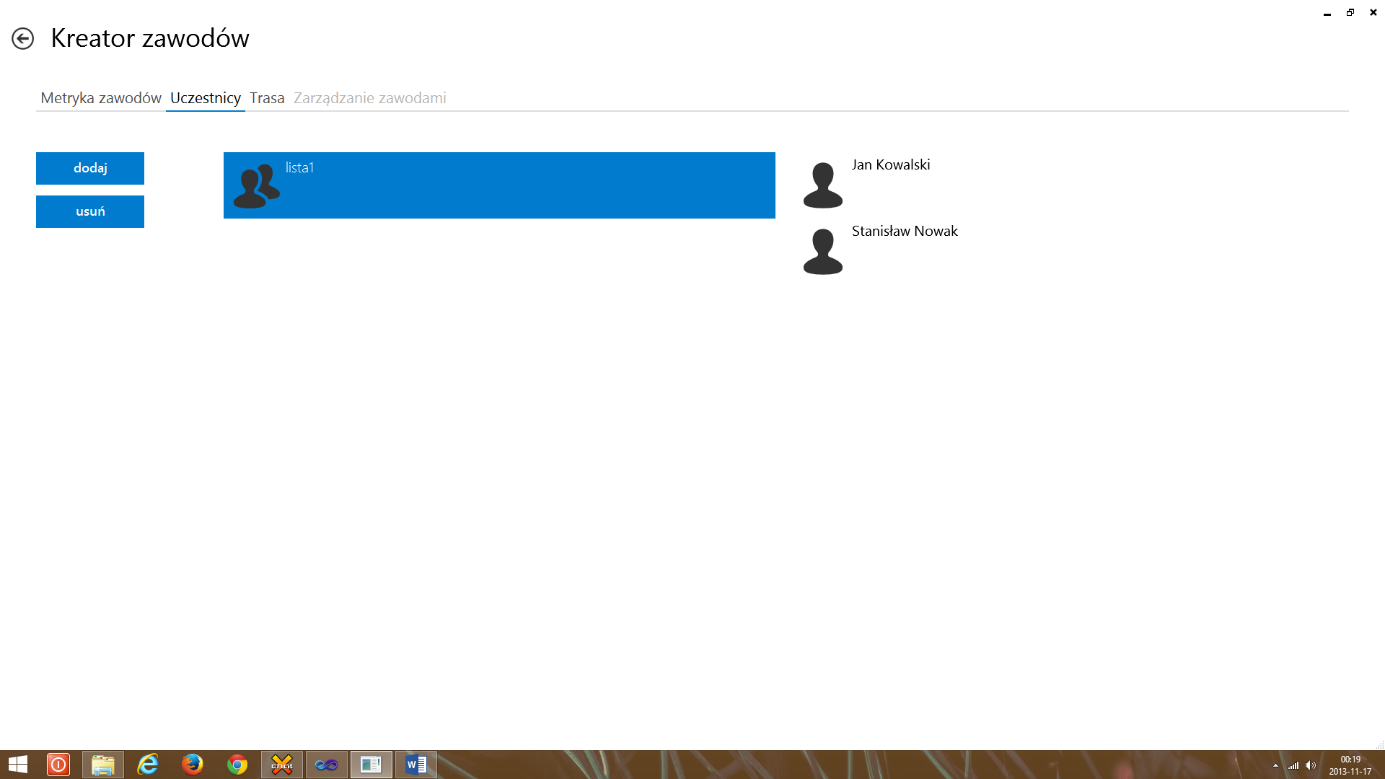 Kreator zawodów
Metryka zawodów Uczestnicy Trasa Zarządzanie zawodami
dodaj
usuń
lista1
Jan Kowalski
Stanisław Nowak
00:19
2013-11-17